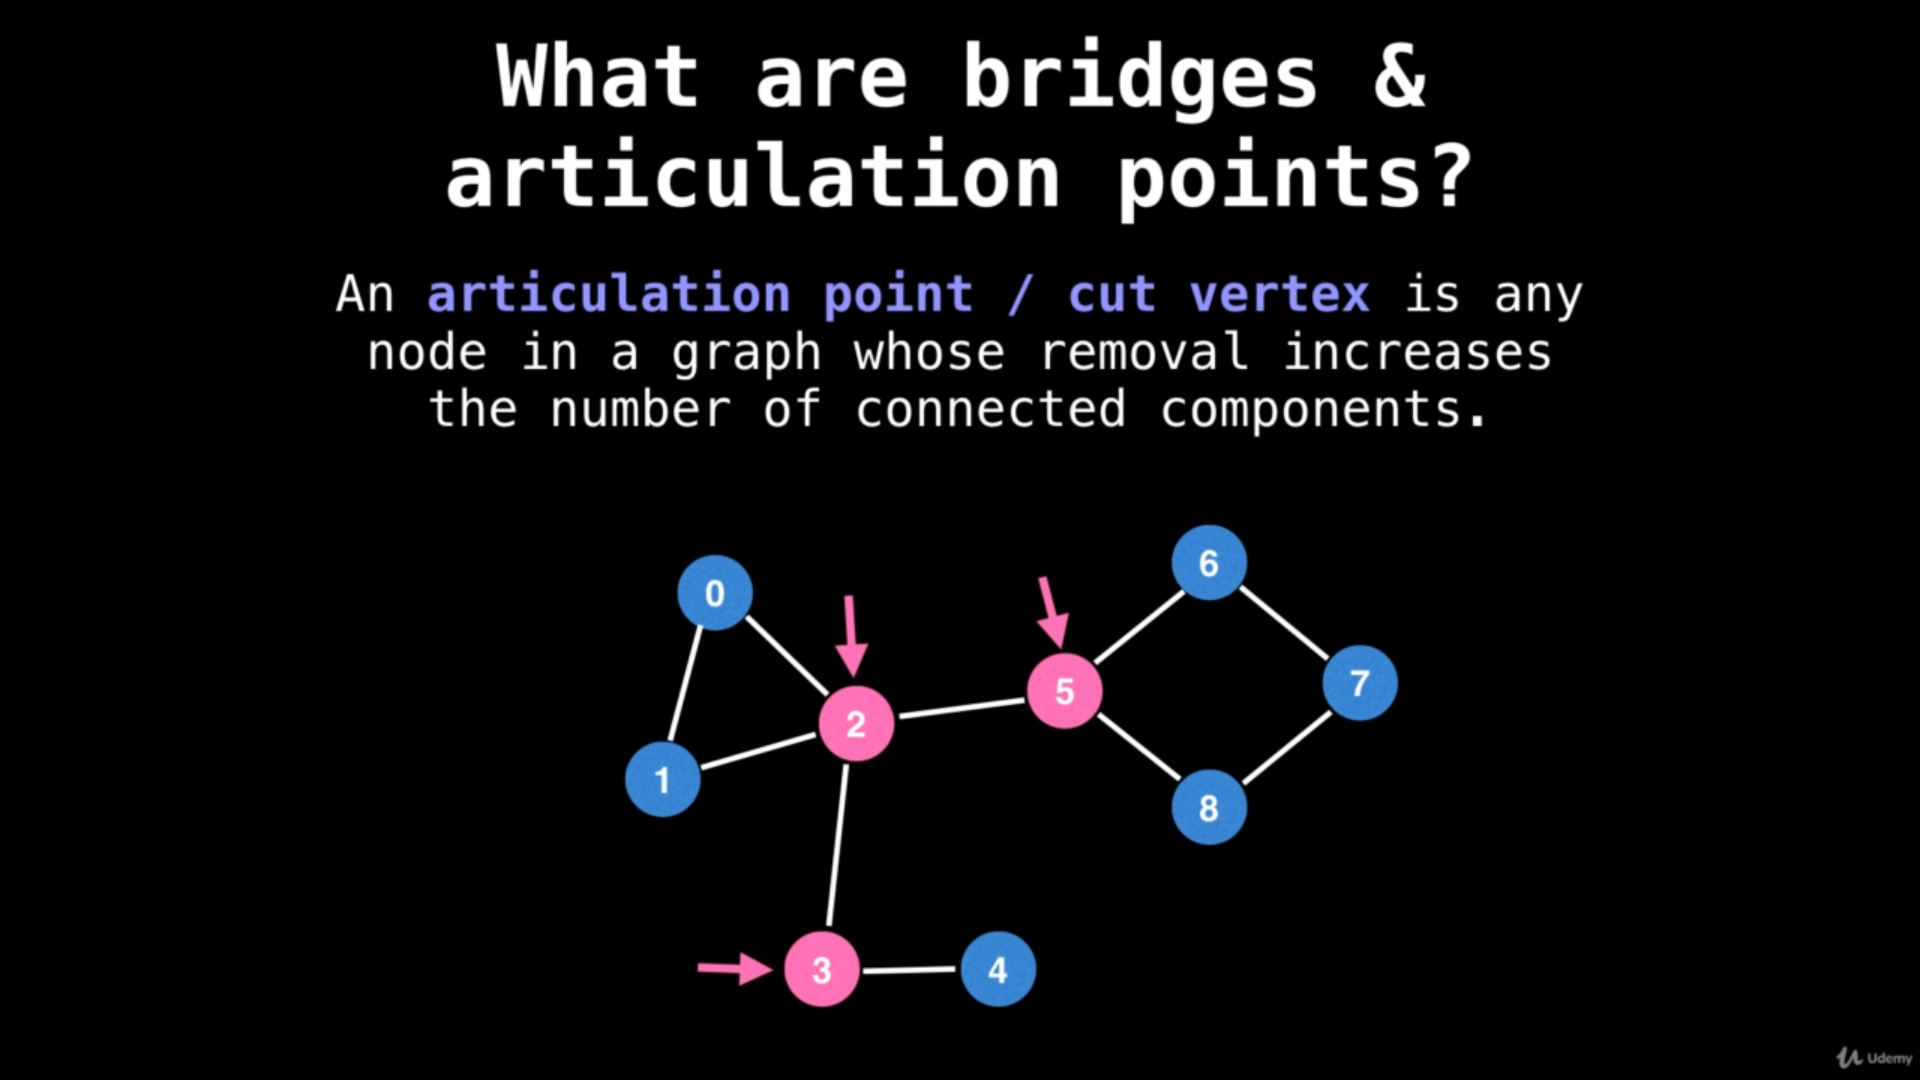 What are bridges &
articulation points?
An articulation point / cut vertex is any
node in a graph whose removal increases
the number of connected components.
6
0
5
7
2
1
8
3
4
Udemy